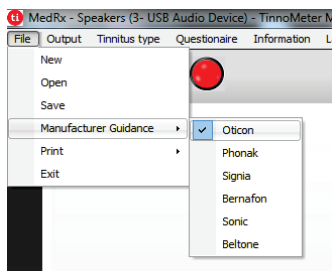 ti MedRx - Speakers (3- USB Audio Device) - TinnoMeter M
File Output Tinnitus type Questionaire Information L
New
Open
Save
Manufacturer Guidance
Oticon
Phonak
Signia
Bernafon
Sonic
Beltone
Print
Exit